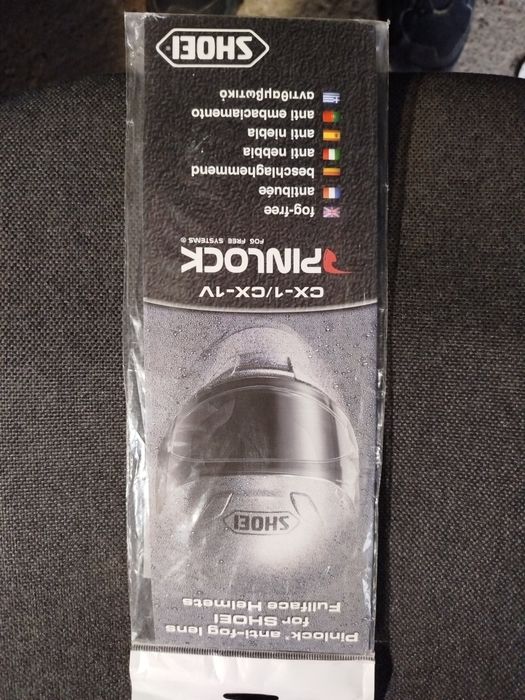 Pinlock® anti-fog lens
for SHOEI
Fullface Helmets
SHOEI
CX-1/CX-1V
PINLOCK
FOG FREE SYSTEMS®
fog-free
antibuée
beschlaghemmend
anti nebbia
anti niebla
anti embaciamento
αντιθαμβωτικό
SHOEI